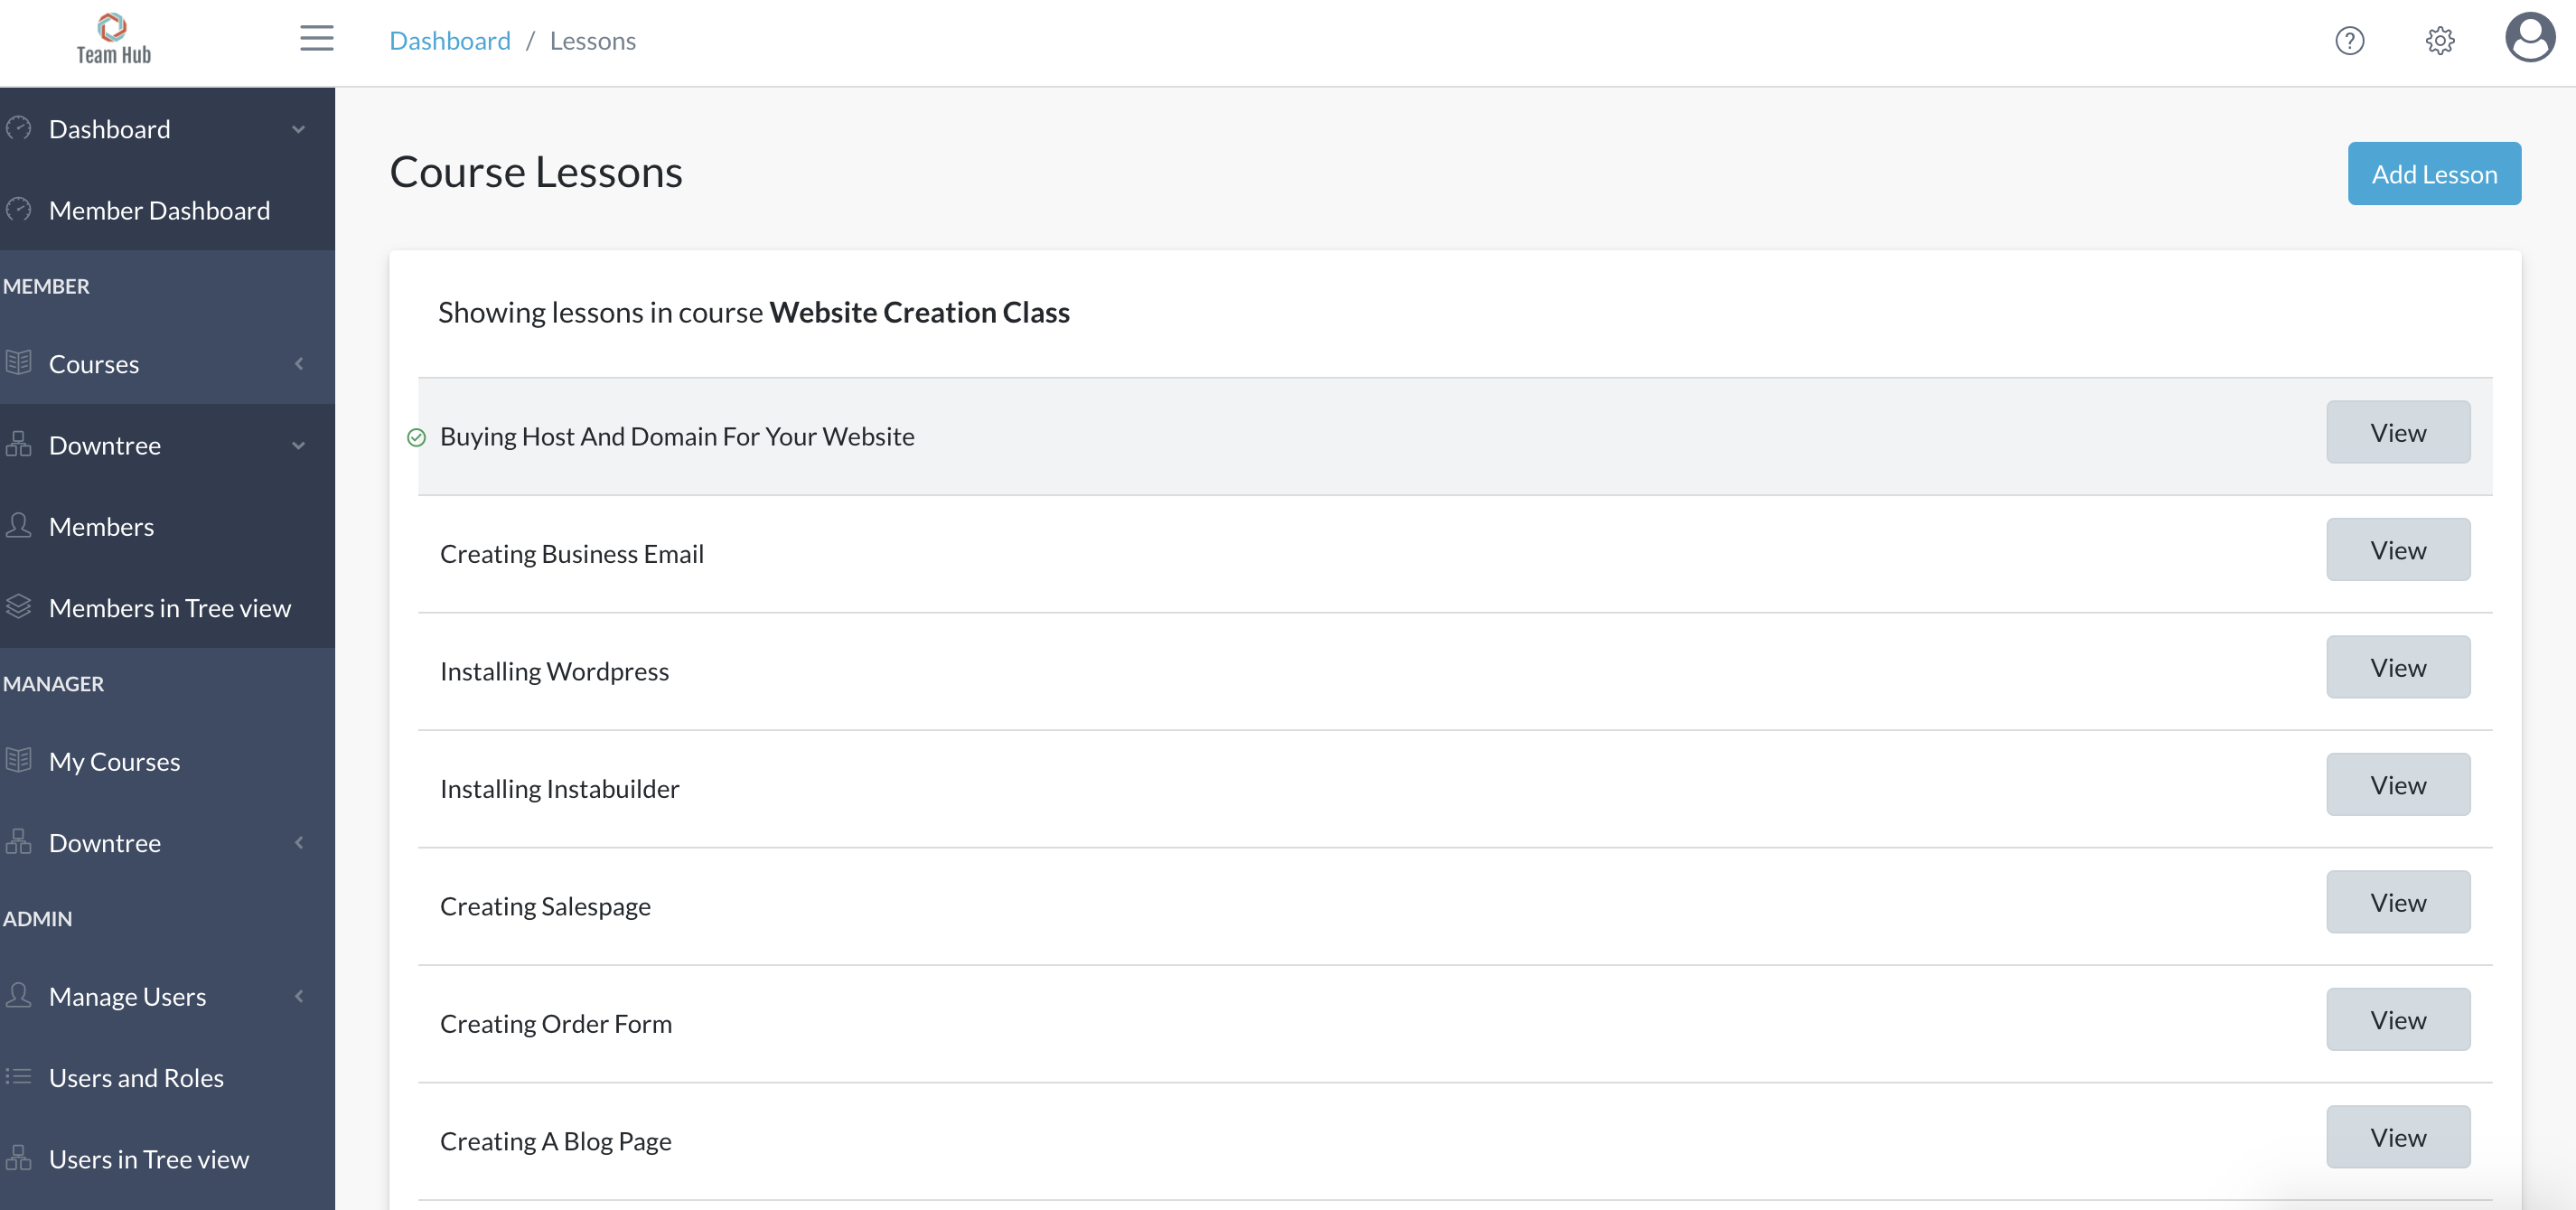 Team Hub
Dashboard / Lessons
Dashboard
Member Dashboard
MEMBER
Courses
Downtree
Members
Members in Tree view
MANAGER
My Courses
Downtree
ADMIN
Manage Users
Users and Roles
Users in Tree view
Course Lessons
Add Lesson
Showing lessons in course Website Creation Class
Buying Host And Domain For Your Website View
Creating Business Email View
Installing Wordpress View
Installing Instabuilder View
Creating Salespage View
Creating Order Form View
Creating A Blog Page View